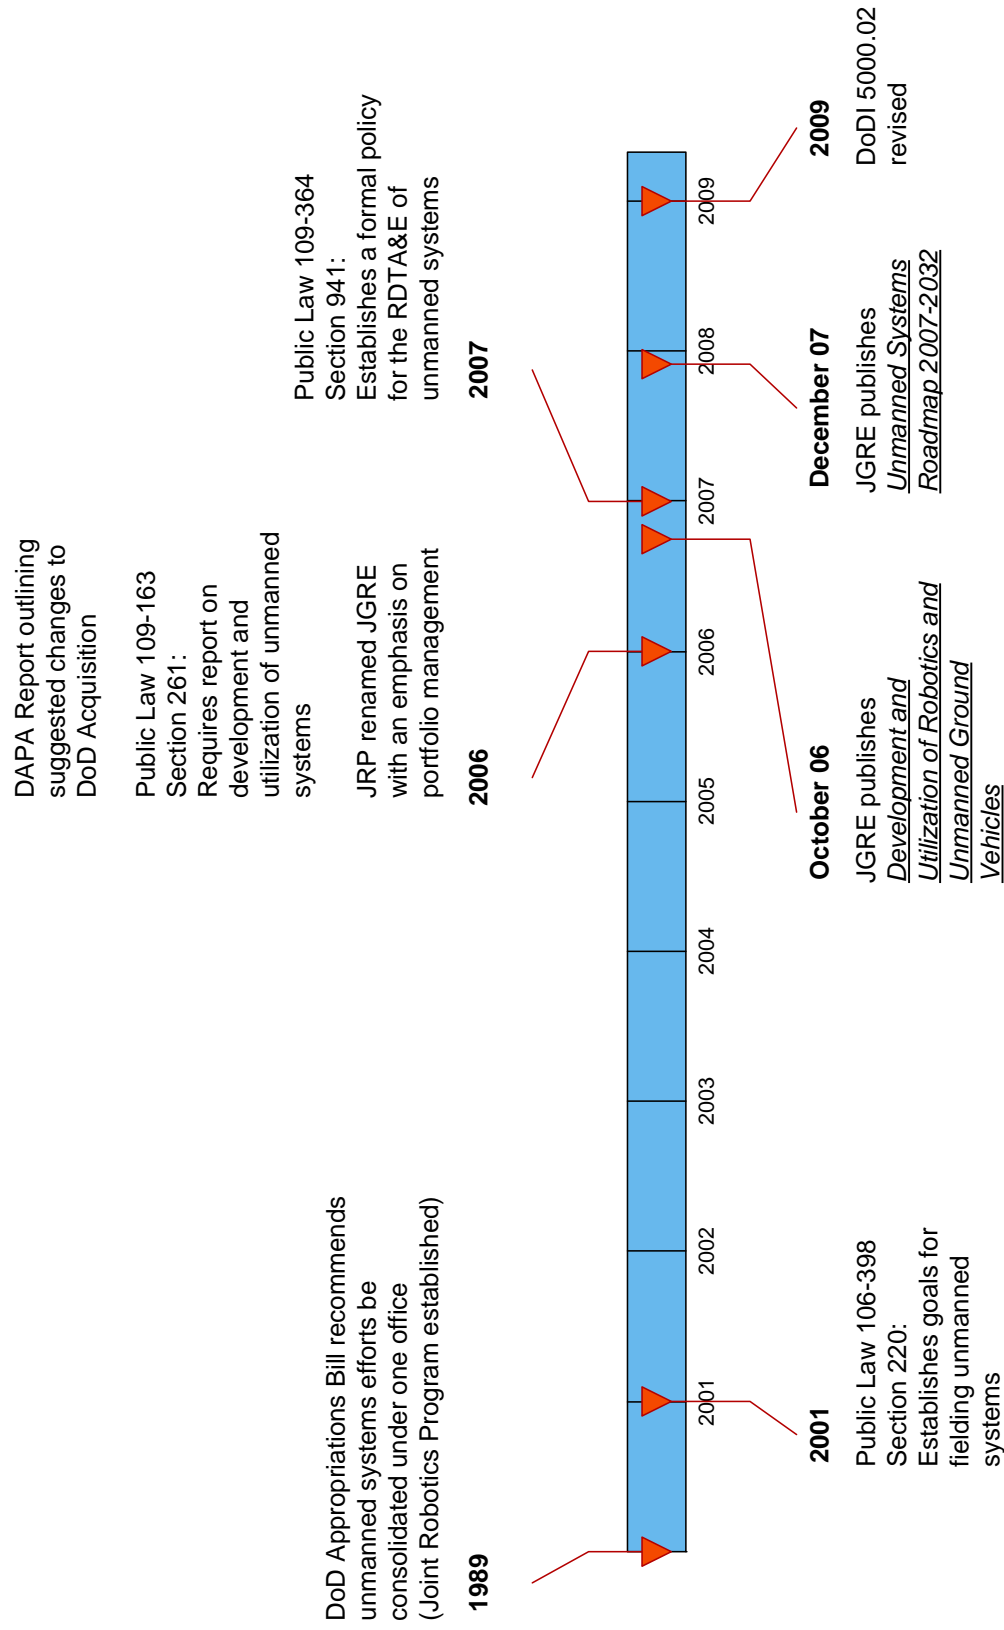 DoD Appropriations Bill recommends
unmanned systems efforts be
consolidated under one office
(Joint Robotics Program established)
1989
DAPA Report outlining
suggested changes to
DoD Acquisition
Public Law 109-163
Section 261:
Requires report on
development and
utilization of unmanned
systems
JRP renamed JGRE
with an emphasis on
portfolio management
2006
Public Law 109-364
Section 941:
Establishes a formal policy
for the RDTA&E of
unmanned systems
2007
2001
2002
2003
2004
2005
2006
2007
2008
2009
2001
Public Law 106-398
Section 220:
Establishes goals for
fielding unmanned
systems
October 06
JGRE publishes
Development and
Utilization of Robotics and
Unmanned Ground
Vehicles
December 07
JGRE publishes
Unmanned Systems
Roadmap 2007-2032
2009
DoDI 5000.02
revised